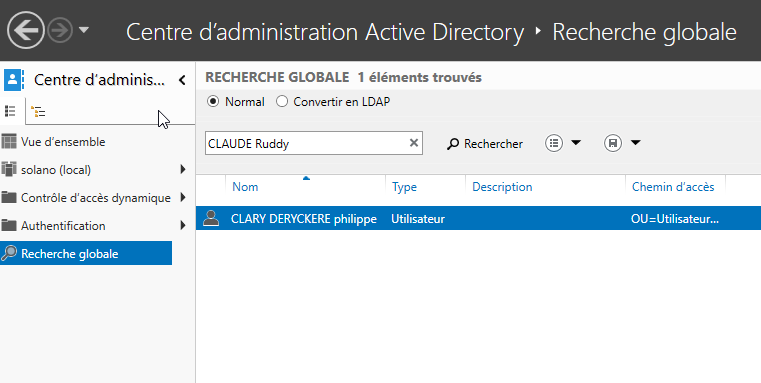 Centre d'administration Active Directory • Recherche globale
Centre d'adminis...
Vue d'ensemble
solano (local)
Contrôle d'accès dynamique
Authentification
Recherche globale
RECHERCHE GLOBALE 1 éléments trouvés
Normal Convertir en LDAP
CLAUDE Ruddy Rechercher
Nom Type Description Chemin d'accès
CLARY DERYCKERE philippe Utilisateur OU=Utilisateur...